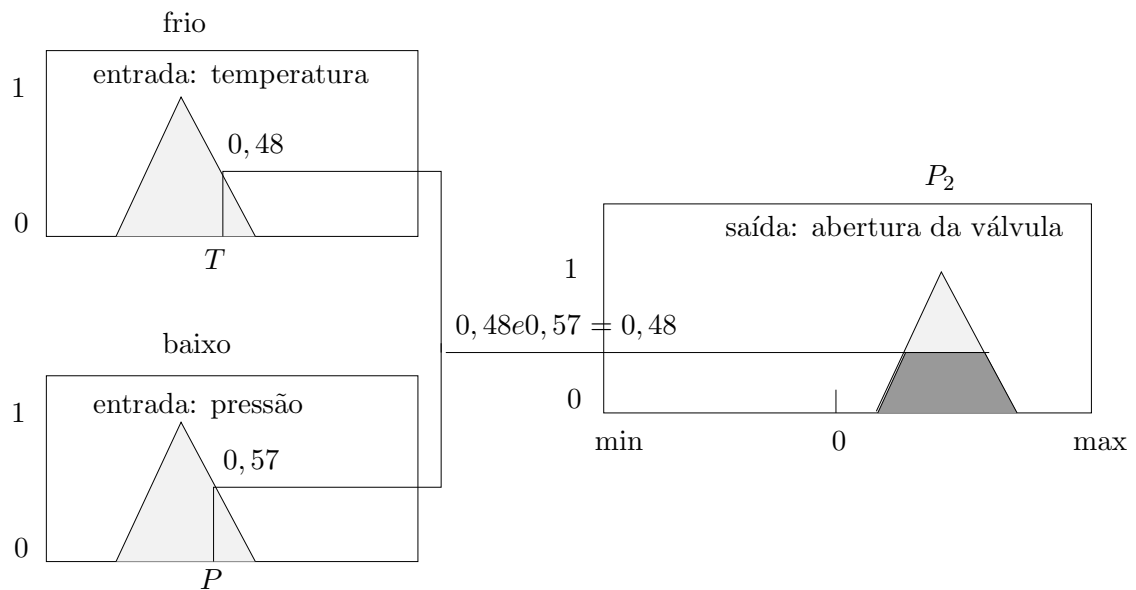 frio
entrada: temperatura
1
0, 48
0
T
baixo
entrada: pressão
1
0, 57
0
P
0, 48e0, 57 = 0, 48
P₂
saída: abertura da válvula
1
0
min
0
max